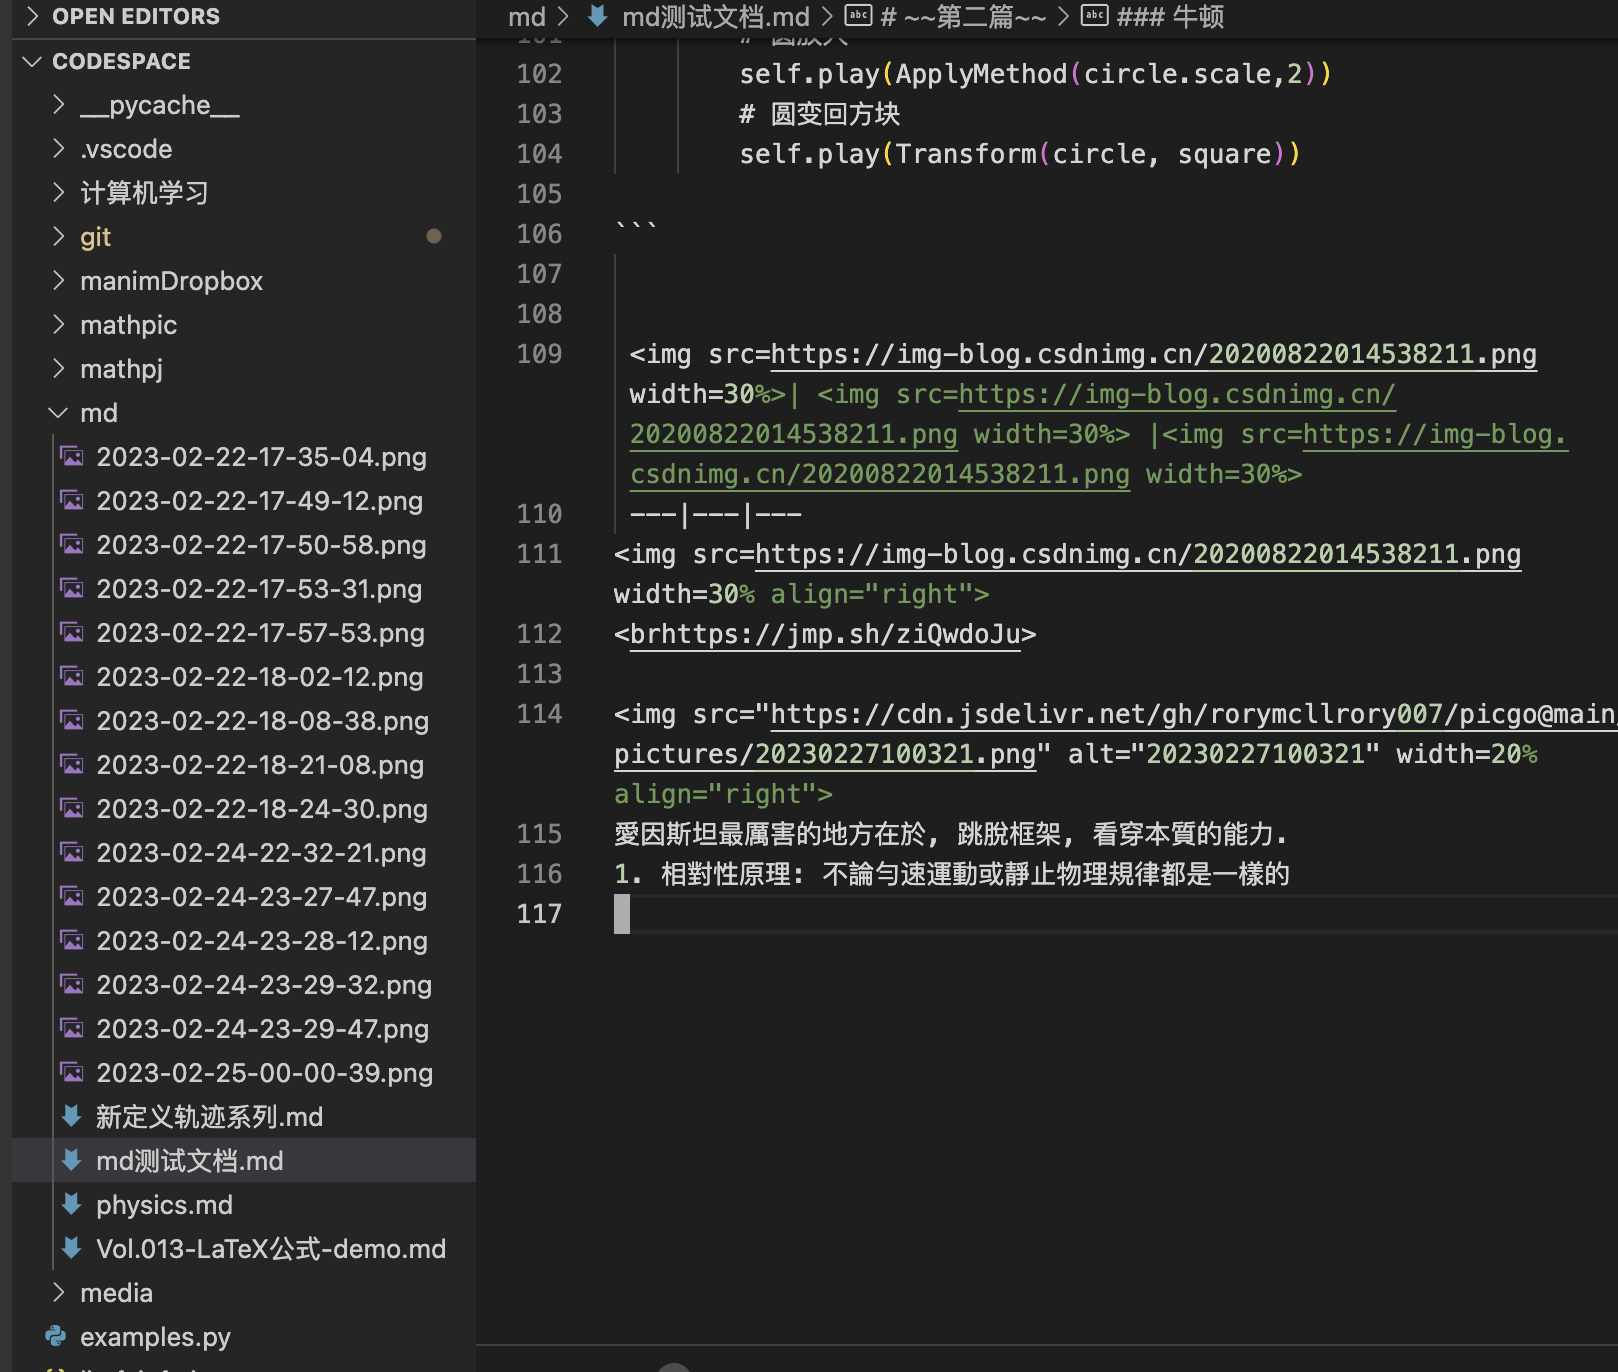 OPEN EDITORS
CODESPACE
__pycache__
.vscode
计算机学习
git
manimDropbox
mathpic
mathpj
md
2023-02-22-17-35-04.png
2023-02-22-17-49-12.png
2023-02-22-17-50-58.png
2023-02-22-17-53-31.png
2023-02-22-17-57-53.png
2023-02-22-18-02-12.png
2023-02-22-18-08-38.png
2023-02-22-18-21-08.png
2023-02-22-18-24-30.png
2023-02-24-22-32-21.png
2023-02-24-23-27-47.png
2023-02-24-23-28-12.png
2023-02-24-23-29-32.png
2023-02-24-23-29-47.png
2023-02-25-00-00-39.png
新定义轨迹系列.md
md测试文档.md
physics.md
Vol.013-LaTeX公式-demo.md
media
examples.py
md > md测试文档.md > # ~~第二篇~~ > ### 牛顿
101 # 圆放大
102 self.play(ApplyMethod(circle.scale,2))
103 # 圆变回方块
104 self.play(Transform(circle, square))
105
106 ```
107
108
109 <img src=https://img-blog.csdnimg.cn/20200822014538211.png
width=30%>| <img src=https://img-blog.csdnimg.cn/
20200822014538211.png width=30%> |<img src=https://img-blog.
csdnimg.cn/20200822014538211.png width=30%>
110 ---|---|---
111 <img src=https://img-blog.csdnimg.cn/20200822014538211.png
width=30% align="right">
112 <brhttps://jmp.sh/ziQwdoJu>
113
114 <img src="https://cdn.jsdelivr.net/gh/rorymcllrory007/picgo@main/
pictures/20230227100321.png" alt="20230227100321" width=20%
align="right">
115 愛因斯坦最厲害的地方在於, 跳脫框架, 看穿本質的能力.
116 1. 相對性原理: 不論勻速運動或靜止物理規律都是一樣的
117